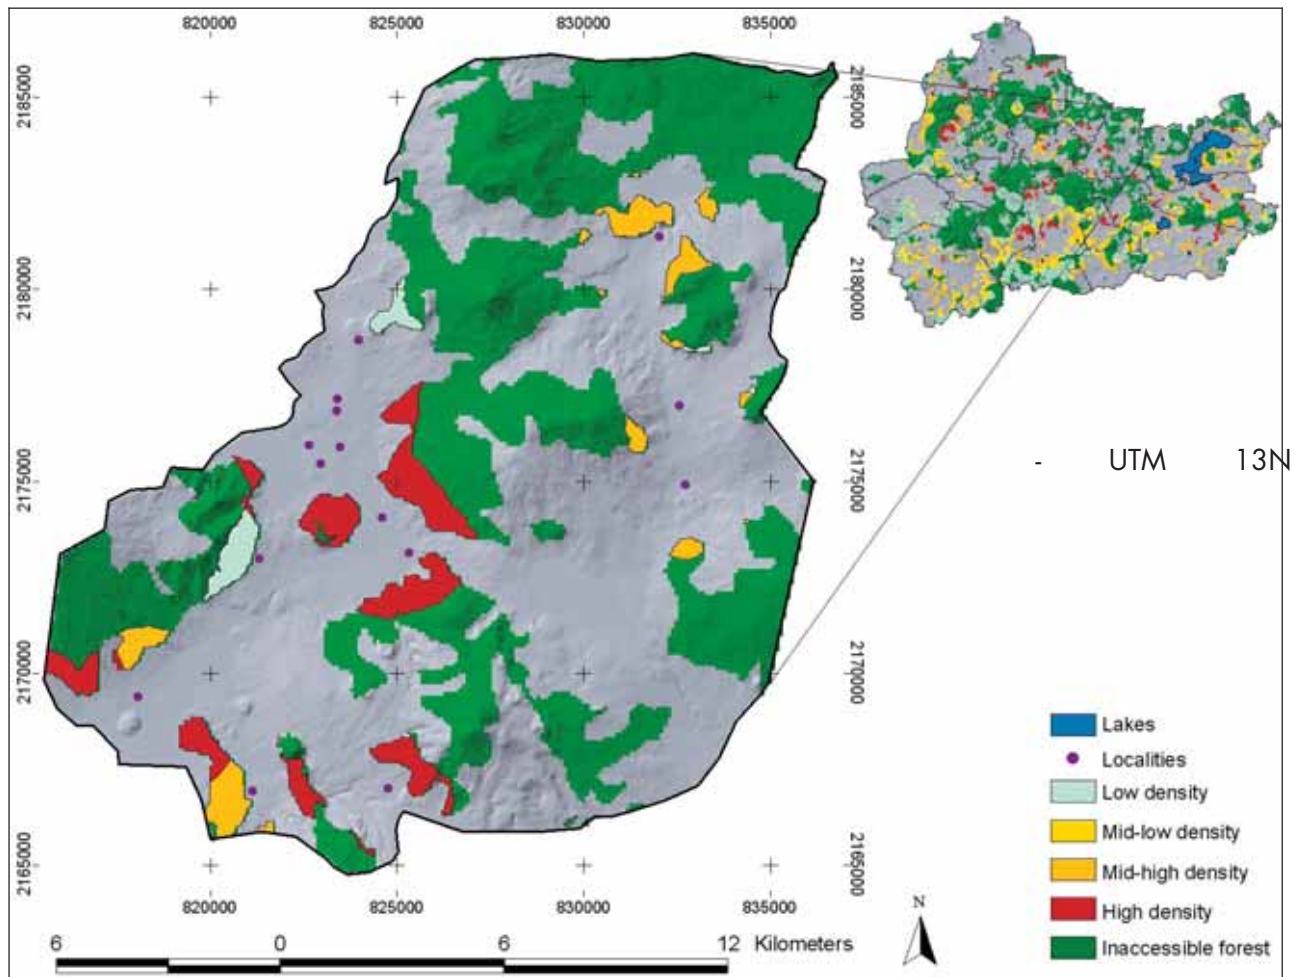 820000 825000 830000 835000
2185000 2185000
2180000 2180000
2175000 2175000
- UTM 13N
2170000 2170000
2165000 2165000
820000 825000 830000 835000
Lakes
Localities
Low density
Mid-low density
Mid-high density
High density
Inaccessible forest
N
6 0 6 12 Kilometers